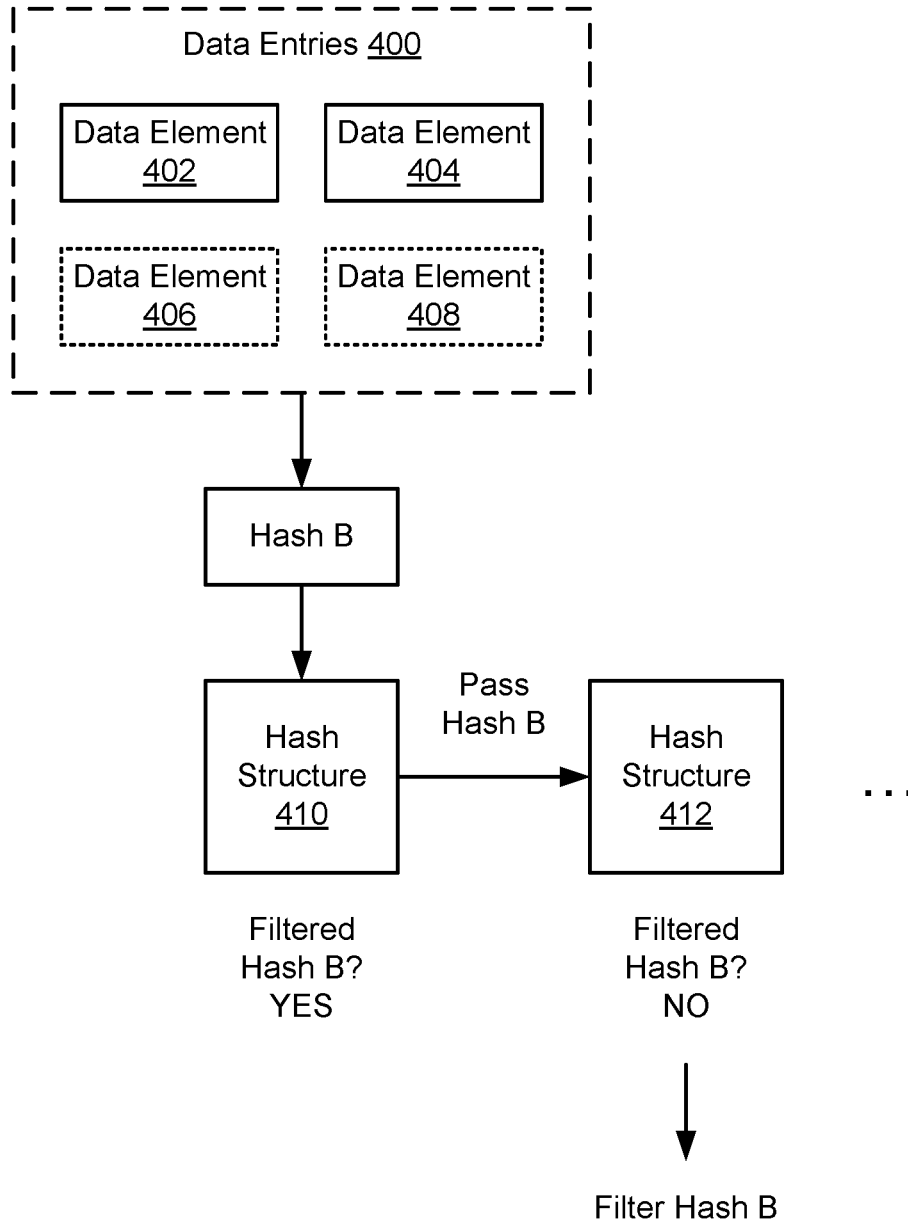 Data Entries 400
Data Element
402
Data Element
404
Data Element
406
Data Element
408
Hash B
Hash
Structure
410
Pass
Hash B
Hash
Structure
412
...
Filtered
Hash B?
YES
Filtered
Hash B?
NO
Filter Hash B